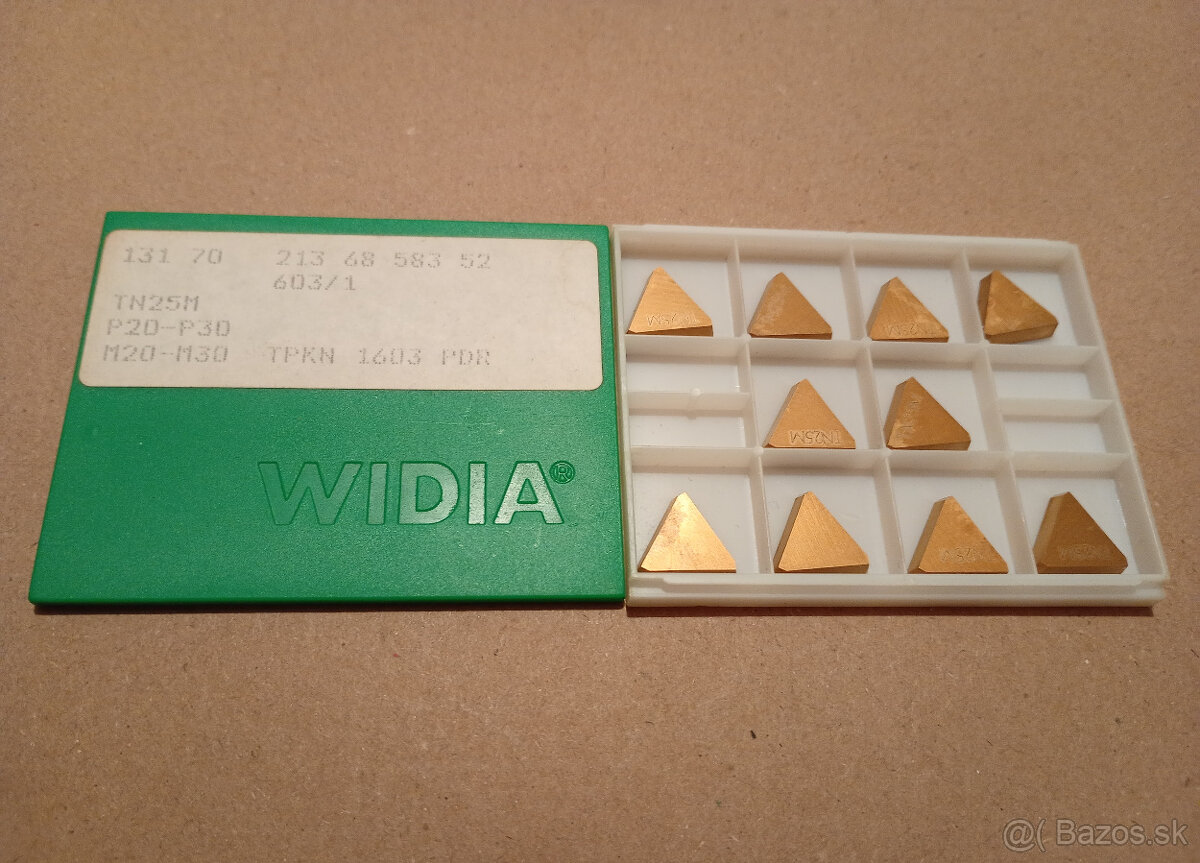 131 70 213 68 583 52
603/1
TN25M
P20-P30
M20-M30 TPKN 1603 PDR
WIDIA®
TN25M
@( Bazos.sk